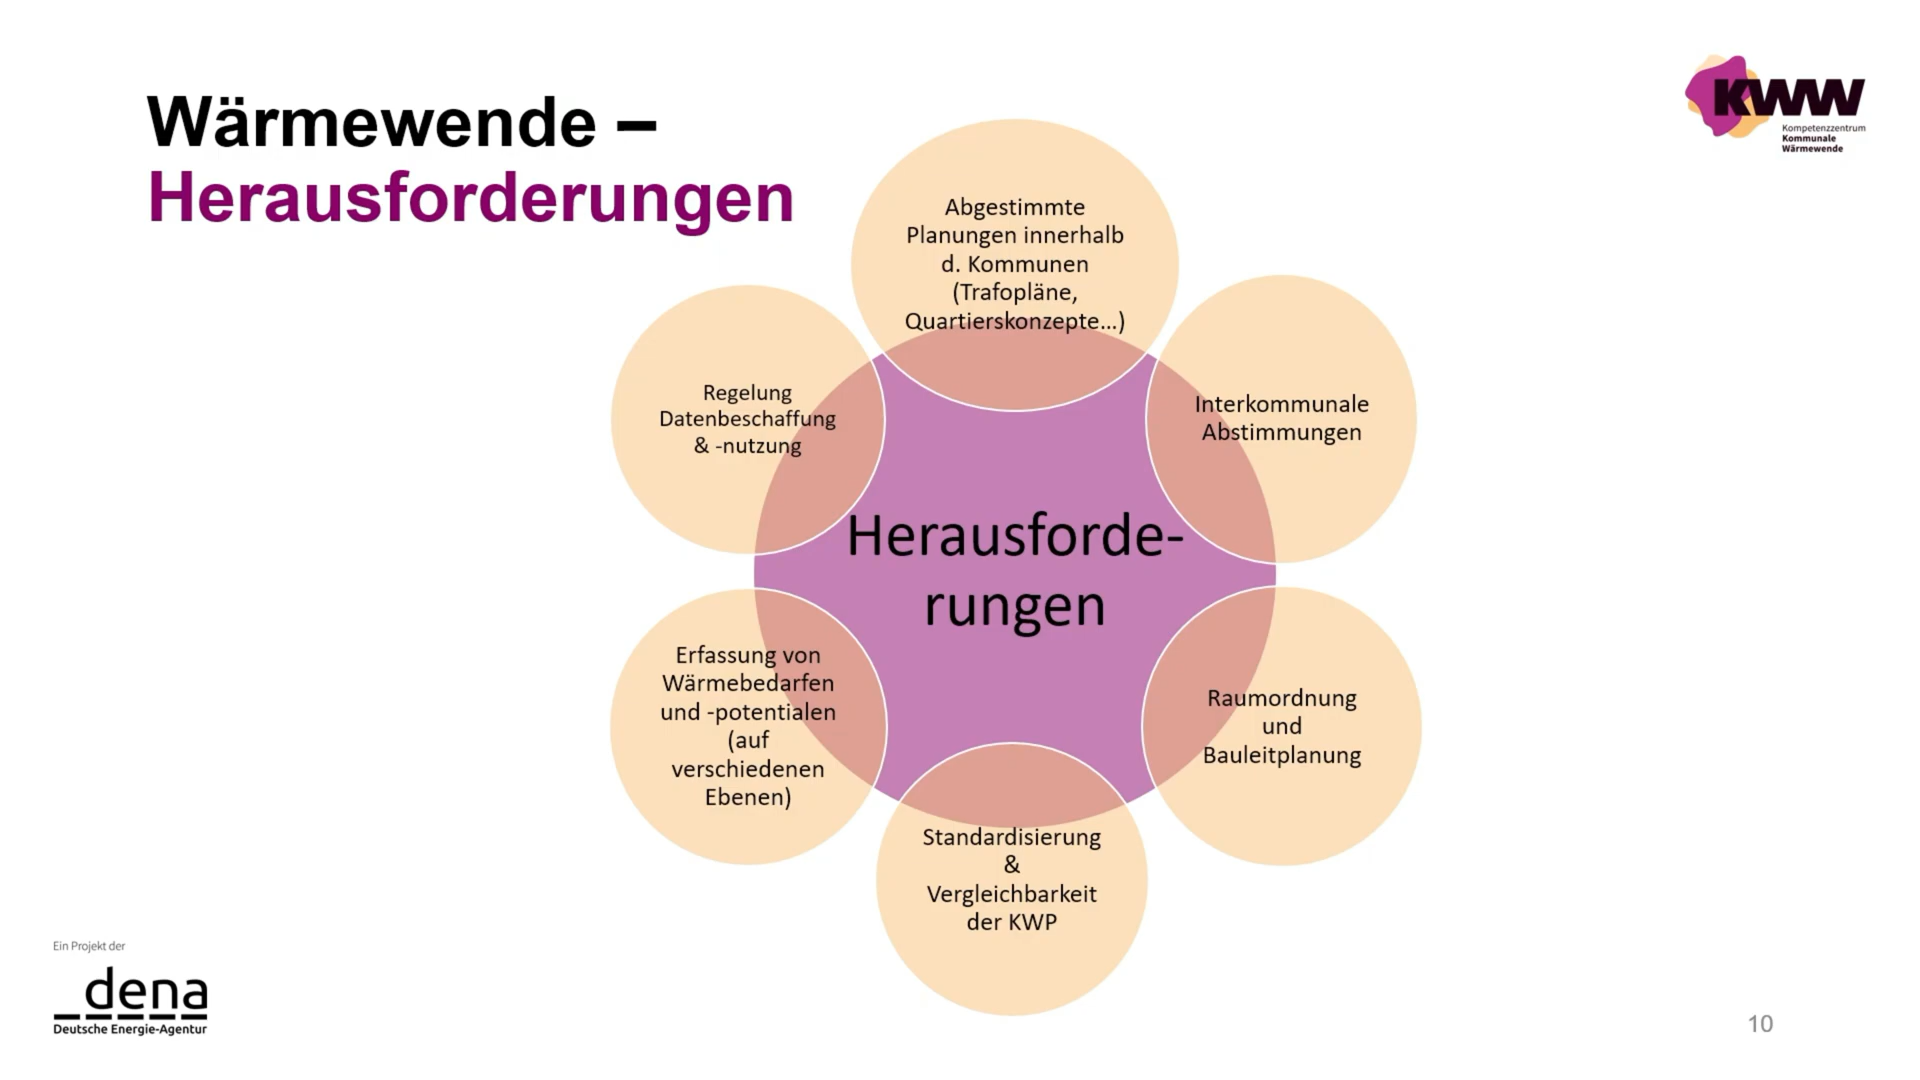 Wärmewende –
Herausforderungen
KWW
Kompetenzzentrum
Kommunale
Wärmewende
Abgestimmte
Planungen innerhalb
d. Kommunen
(Trafopläne,
Quartierskonzepte...)
Interkommunale
Abstimmungen
Raumordnung
und
Bauleitplanung
Standardisierung
&
Vergleichbarkeit
der KWP
Erfassung von
Wärmebedarfen
und -potentialen
(auf
verschiedenen
Ebenen)
Regelung
Datenbeschaffung
& -nutzung
Herausforde-
rungen
Ein Projekt der
dena
Deutsche Energie-Agentur
10